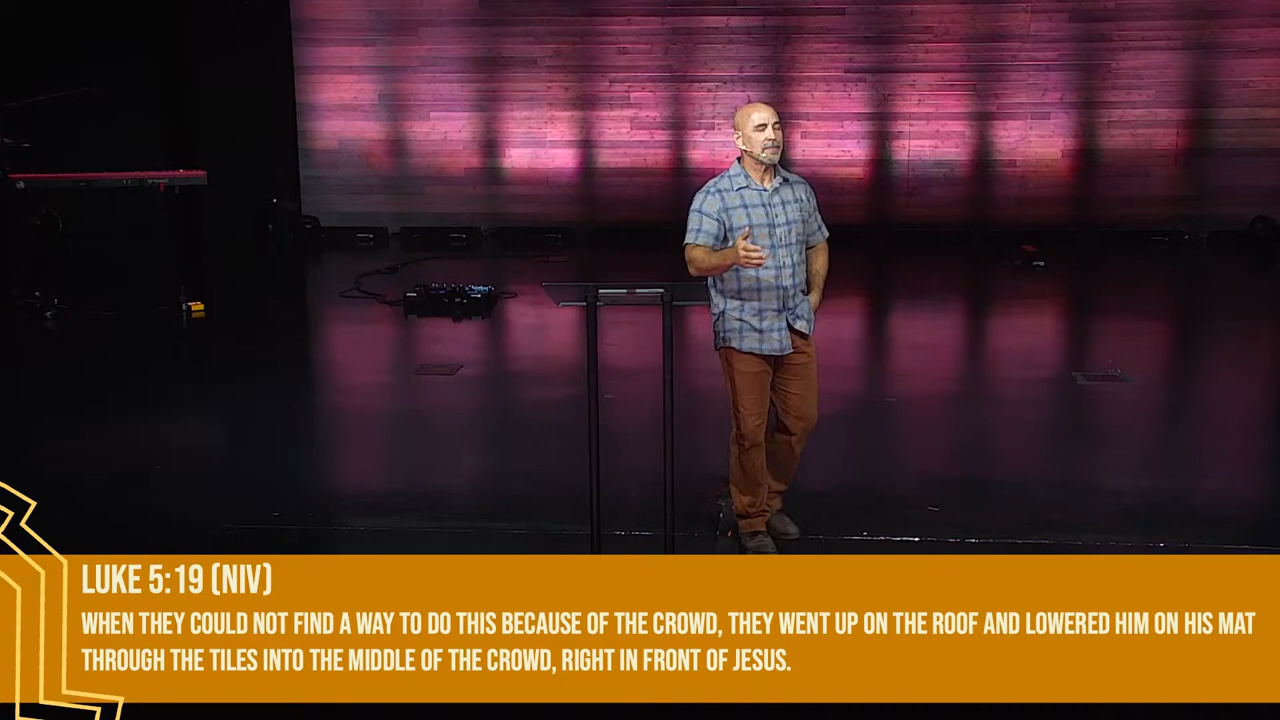 LUKE 5:19 (NIV)
WHEN THEY COULD NOT FIND A WAY TO DO THIS BECAUSE OF THE CROWD, THEY WENT UP ON THE ROOF AND LOWERED HIM ON HIS MAT
THROUGH THE TILES INTO THE MIDDLE OF THE CROWD, RIGHT IN FRONT OF JESUS.